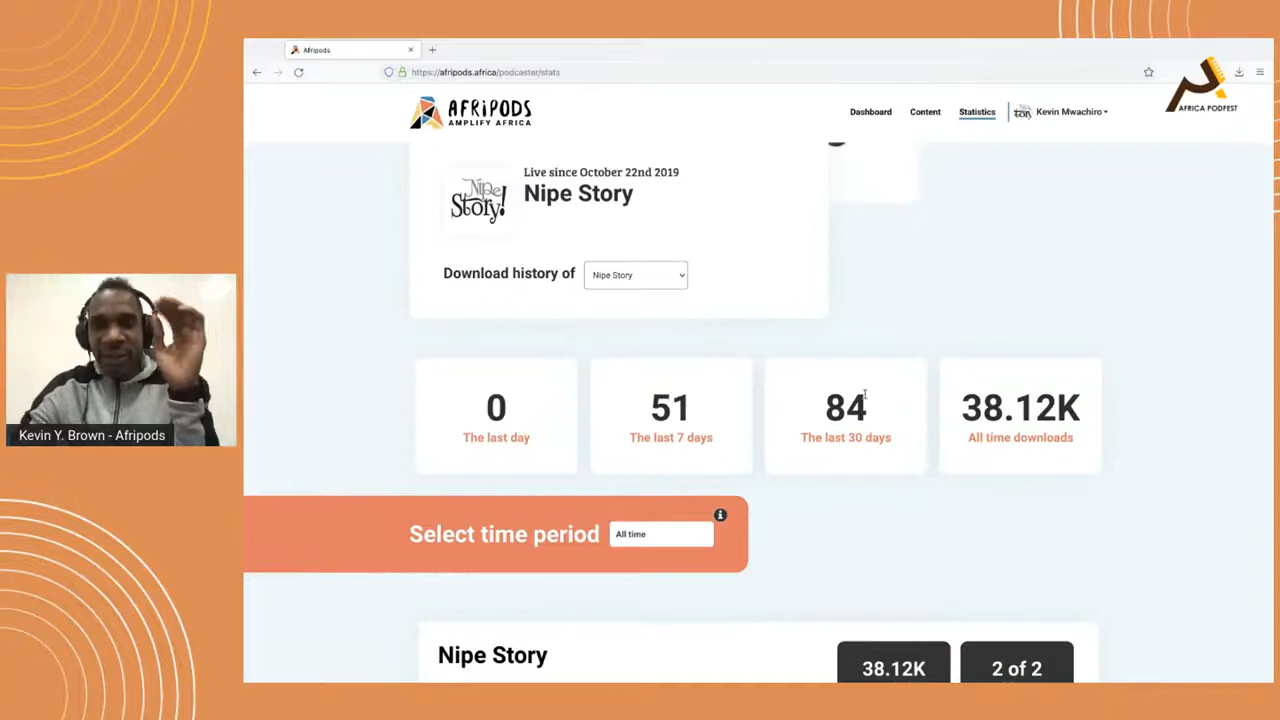 Afripods
https://afripods.africa/podcaster/stats
AFRICA PODFEST
AFRiPODS
AMPLIFY AFRICA
Dashboard
Content
Statistics
Kevin Mwachiro
Nipe
Story!
Live since October 22nd 2019
Nipe Story
Download history of
Nipe Story
0
The last day
51
The last 7 days
84
The last 30 days
38.12K
All time downloads
Kevin Y. Brown - Afripods
Select time period
All time
Nipe Story
38.12K
2 of 2